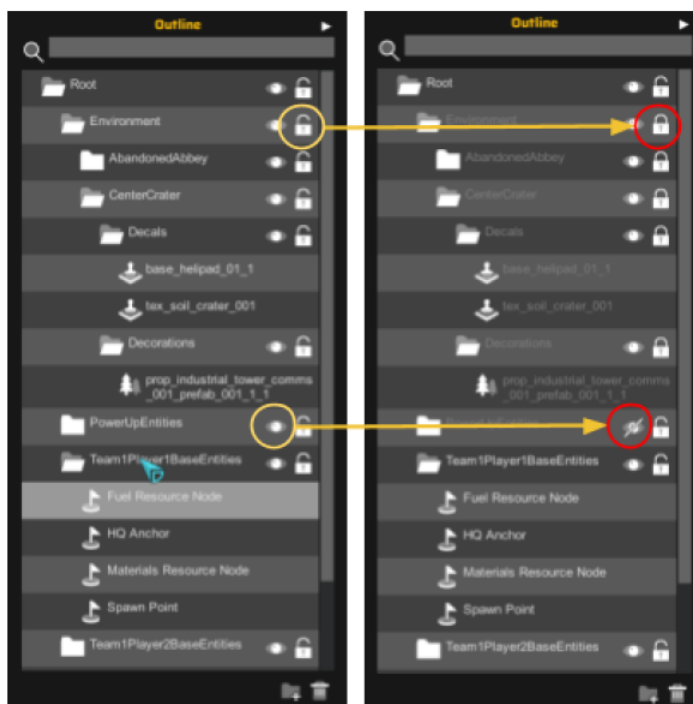 Outline
Root
Environment
AbandonedAbbey
CenterCrater
Decals
base_helipad_01_1
tex_soil_crater_001
Decorations
prop_industrial_tower_comms
_001_prefab_001_1_1
PowerUpEntities
Team1Player1BaseEntities
Fuel Resource Node
HQ Anchor
Materials Resource Node
Spawn Point
Team1Player2BaseEntities
Outline
Root
Environment
AbandonedAbbey
CenterCrater
Decals
base_helipad_01_1
tex_soil_crater_001
Decorations
prop_industrial_tower_comms
_001_prefab_001_1_1
PowerUpEntities
Team1Player1BaseEntities
Fuel Resource Node
HQ Anchor
Materials Resource Node
Spawn Point
Team1Player2BaseEntities